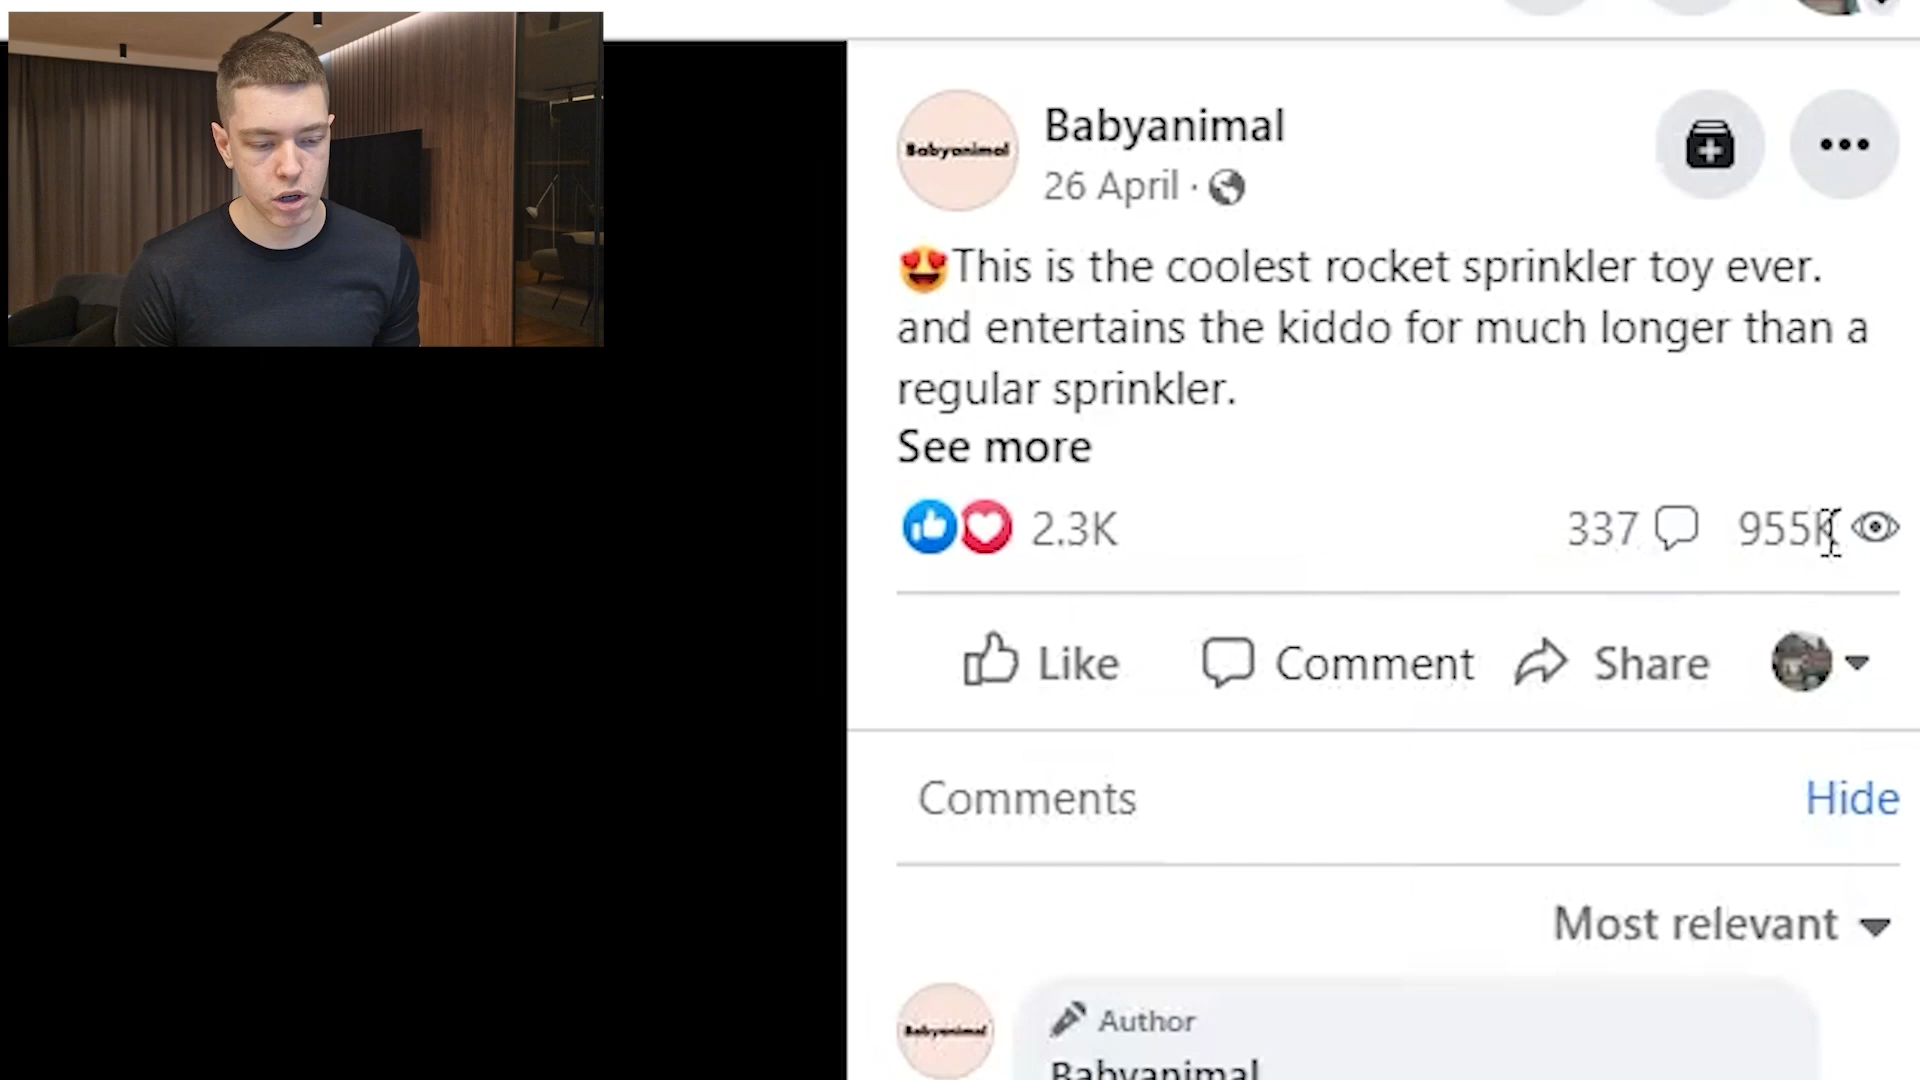 Babyanimal
Babyanimal
26 April ·
This is the coolest rocket sprinkler toy ever.
and entertains the kiddo for much longer than a
regular sprinkler.
See more
2.3K
337
955K
Like
Comment
Share
Comments
Hide
Most relevant
Babyanimal
Author
Babyanimal